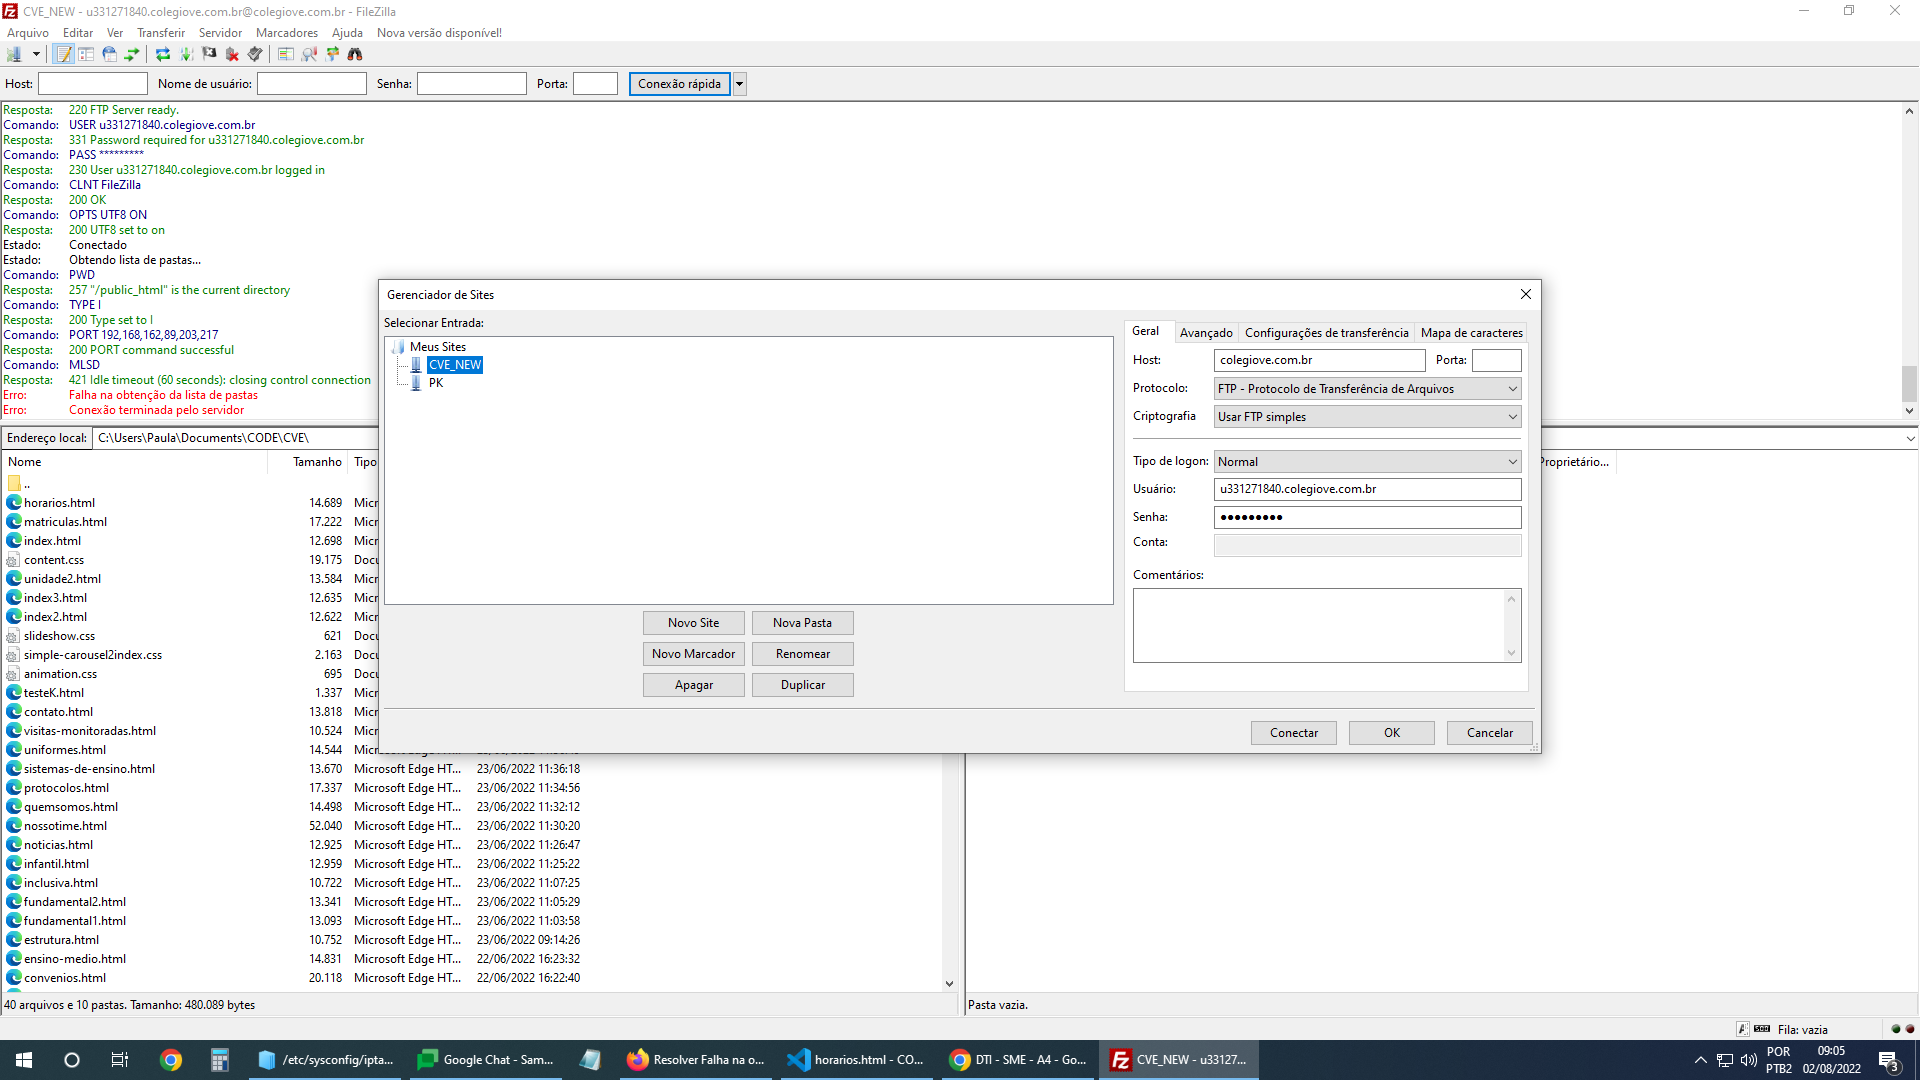 CVE_NEW - u331271840.colegiove.com.br@colegiove.com.br - FileZilla
Arquivo Editar Ver Transferir Servidor Marcadores Ajuda Nova versão disponível!
Host: Nome de usuário: Senha: Porta: Conexão rápida
Resposta: 220 FTP Server ready.
Comando: USER u331271840.colegiove.com.br
Resposta: 331 Password required for u331271840.colegiove.com.br
Comando: PASS *********
Resposta: 230 User u331271840.colegiove.com.br logged in
Comando: CLNT FileZilla
Resposta: 200 OK
Comando: OPTS UTF8 ON
Resposta: 200 UTF8 set to on
Estado: Conectado
Estado: Obtendo lista de pastas...
Comando: PWD
Resposta: 257 "/public_html" is the current directory
Comando: TYPE I
Resposta: 200 Type set to I
Comando: PORT 192,168,162,89,203,217
Resposta: 200 PORT command successful
Comando: MLSD
Resposta: 421 Idle timeout (60 seconds): closing control connection
Erro: Falha na obtenção da lista de pastas
Erro: Conexão terminada pelo servidor
Gerenciador de Sites
Selecionar Entrada:
Meus Sites
CVE_NEW
PK
Novo Site Nova Pasta
Novo Marcador Renomear
Apagar Duplicar
Geral Avançado Configurações de transferência Mapa de caracteres
Host: colegiove.com.br Porta:
Protocolo: FTP - Protocolo de Transferência de Arquivos
Criptografia Usar FTP simples
Tipo de logon: Normal
Usuário: u331271840.colegiove.com.br
Senha: ●●●●●●●●●
Conta:
Comentários:
Conectar OK Cancelar
Endereço local: C:\Users\Paula\Documents\CODE\CVE\
Nome Tamanho Tipo
Proprietário...
..
horarios.html 14.689 Micr
matriculas.html 17.222 Micr
index.html 12.698 Micr
content.css 19.175 Docu
unidade2.html 13.584 Micr
index3.html 12.635 Micr
index2.html 12.622 Micr
slideshow.css 621 Docu
simple-carousel2index.css 2.163 Docu
animation.css 695 Docu
testeK.html 1.337 Micr
contato.html 13.818 Micr
visitas-monitoradas.html 10.524 Micr
uniformes.html 14.544
sistemas-de-ensino.html 13.670 Microsoft Edge HT... 23/06/2022 11:36:18
protocolos.html 17.337 Microsoft Edge HT... 23/06/2022 11:34:56
quemsomos.html 14.498 Microsoft Edge HT... 23/06/2022 11:32:12
nossotime.html 52.040 Microsoft Edge HT... 23/06/2022 11:30:20
noticias.html 12.925 Microsoft Edge HT... 23/06/2022 11:26:47
infantil.html 12.959 Microsoft Edge HT... 23/06/2022 11:25:22
inclusiva.html 10.722 Microsoft Edge HT... 23/06/2022 11:07:25
fundamental2.html 13.341 Microsoft Edge HT... 23/06/2022 11:05:29
fundamental1.html 13.093 Microsoft Edge HT... 23/06/2022 11:03:58
estrutura.html 10.752 Microsoft Edge HT... 23/06/2022 09:14:26
ensino-medio.html 14.831 Microsoft Edge HT... 22/06/2022 16:23:32
convenios.html 20.118 Microsoft Edge HT... 22/06/2022 16:22:40
40 arquivos e 10 pastas. Tamanho: 480.089 bytes
Pasta vazia.
Fila: vazia
/etc/sysconfig/ipta... Google Chat - Sam... Resolver Falha na o... horarios.html - CO... DTI - SME - A4 - Go... CVE_NEW - u33127...
POR
PTB2
09:05
02/08/2022
3